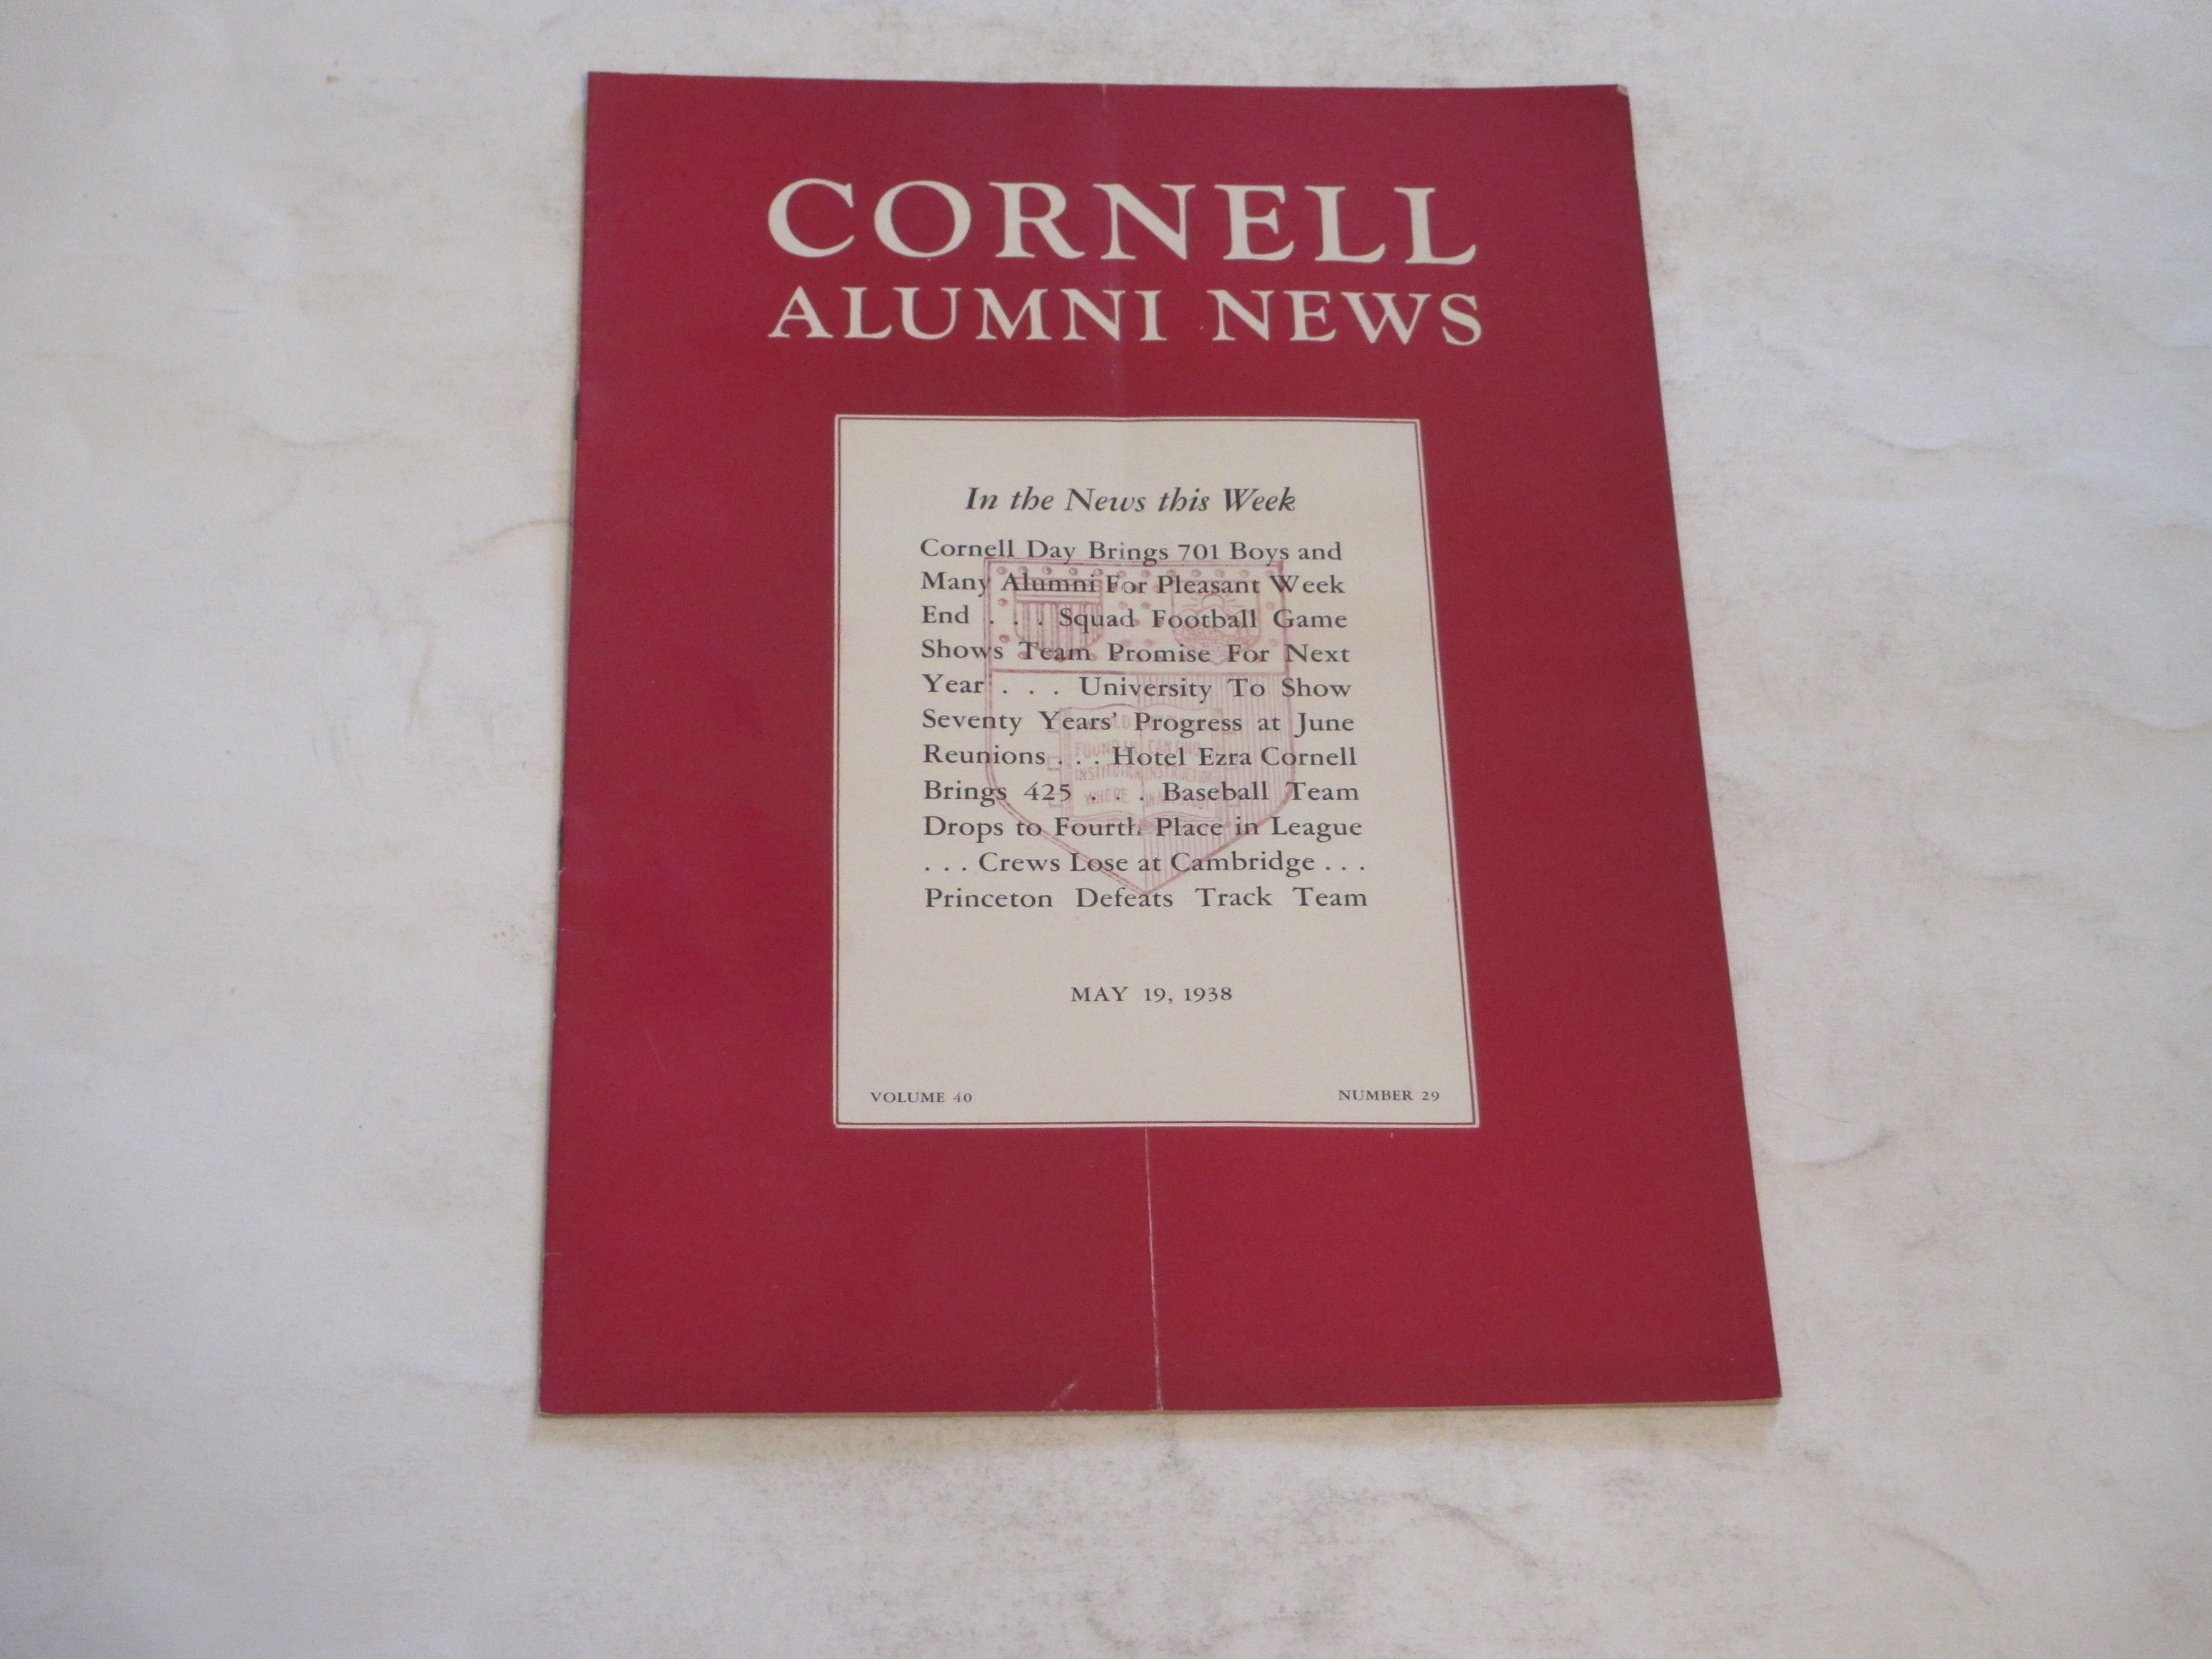 CORNELL
ALUMNI NEWS
In the News this Week
Cornell Day Brings 701 Boys and
Many Alumni For Pleasant Week
End . . . Squad Football Game
Shows Team Promise For Next
Year . . . University To Show
Seventy Years' Progress at June
Reunions . . . Hotel Ezra Cornell
Brings 425 . . . Baseball Team
Drops to Fourth Place in League
. . . Crews Lose at Cambridge . . .
Princeton Defeats Track Team
MAY 19, 1938
VOLUME 40
NUMBER 29